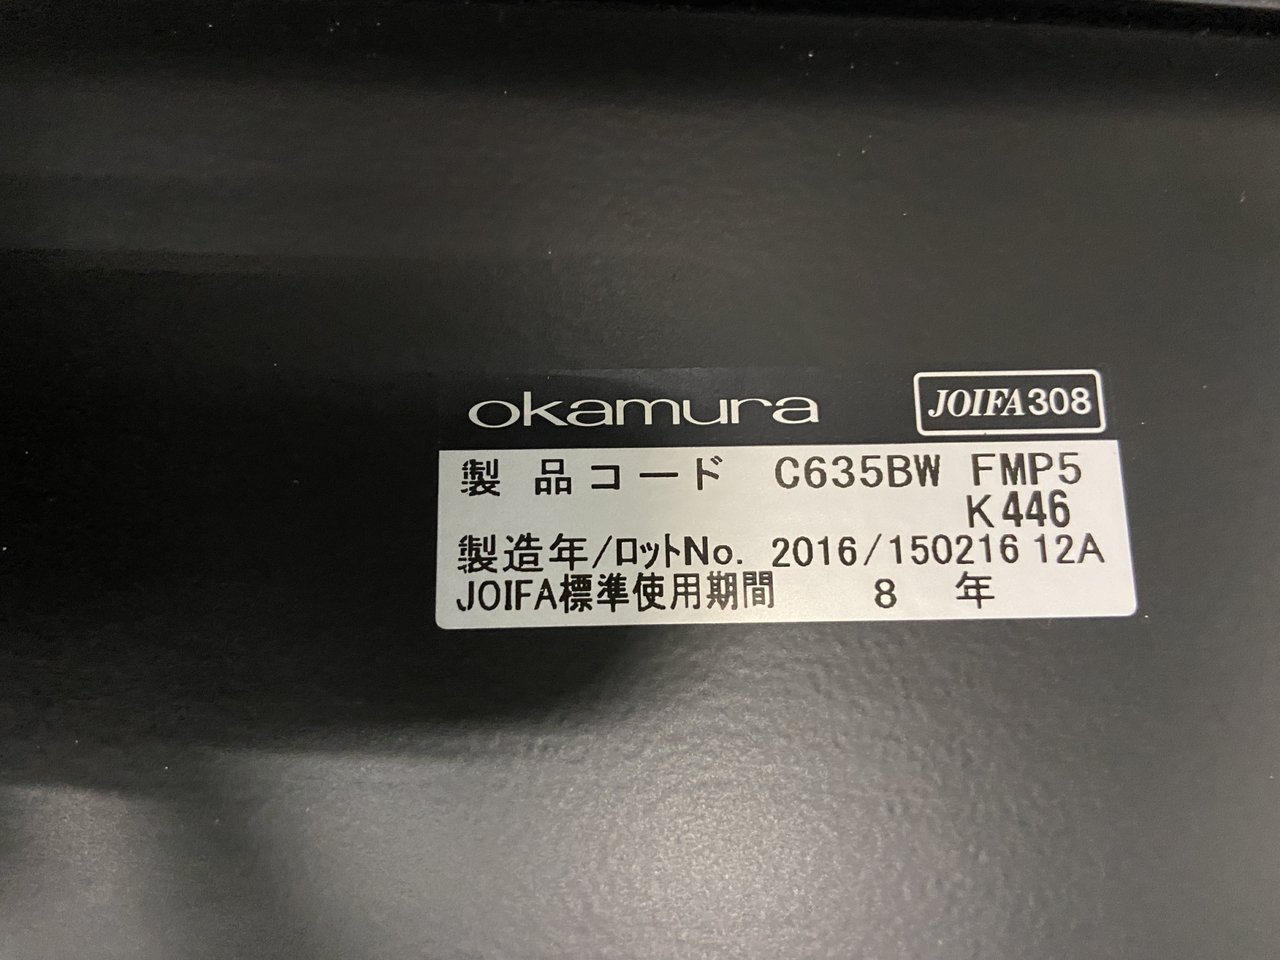 okamura JOIFA308
製品コード C635BW FMP5
K446
製造年/ロットNo. 2016/150216 12A
JOIFA標準使用期間 8 年